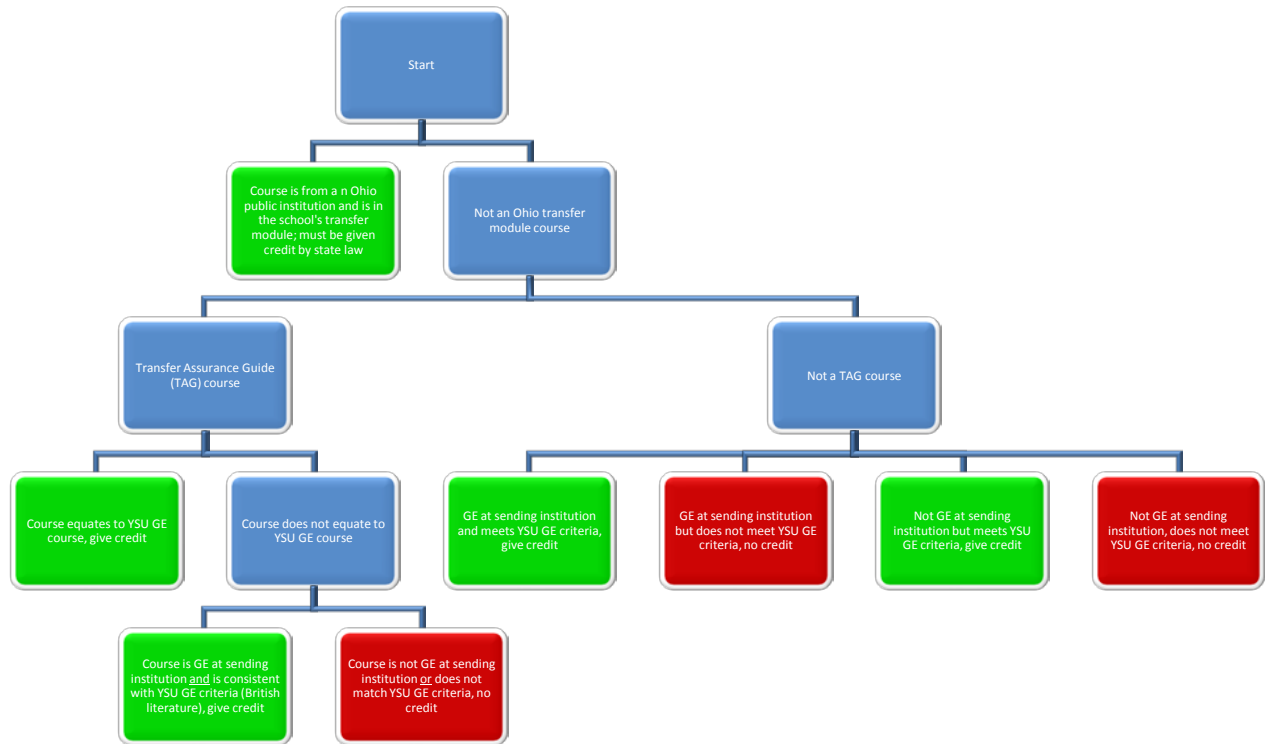 Start
Course is from a n Ohio
public institution and is in
the school's transfer
module; must be given
credit by state law
Not an Ohio transfer
module course
Transfer Assurance Guide
(TAG) course
Not a TAG course
Course equates to YSU GE
course, give credit
Course does not equate to
YSU GE course
GE at sending institution
and meets YSU GE criteria,
give credit
GE at sending institution
but does not meet YSU GE
criteria, no credit
Not GE at sending
institution but meets YSU
GE criteria, give credit
Not GE at sending
institution, does not meet
YSU GE criteria, no credit
Course is GE at sending
institution and is consistent
with YSU GE criteria (British
literature), give credit
Course is not GE at sending
institution or does not
match YSU GE criteria, no
credit